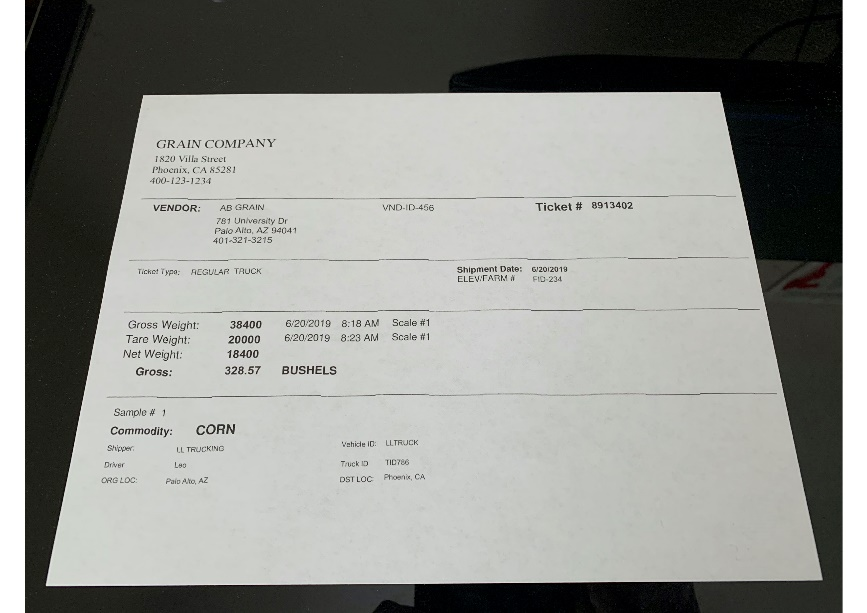 GRAIN COMPANY
1820 Villa Street
Phoenix, CA 85281
400-123-1234
VENDOR: AB GRAIN VND-ID-456 Ticket # 8913402
781 University Dr
Palo Alto, AZ 94041
401-321-3215
Ticket Type: REGULAR TRUCK Shipment Date: 6/20/2019
ELEV/FARM # FID-234
Gross Weight: 38400 6/20/2019 8:18 AM Scale #1
Tare Weight: 20000 6/20/2019 8:23 AM Scale #1
Net Weight: 18400
Gross: 328.57 BUSHELS
Sample # 1
Commodity: CORN
Shipper: LL TRUCKING Vehicle ID: LLTRUCK
Driver Leo Truck ID TID786
ORG LOC: Palo Alto, AZ DST LOC: Phoenix, CA